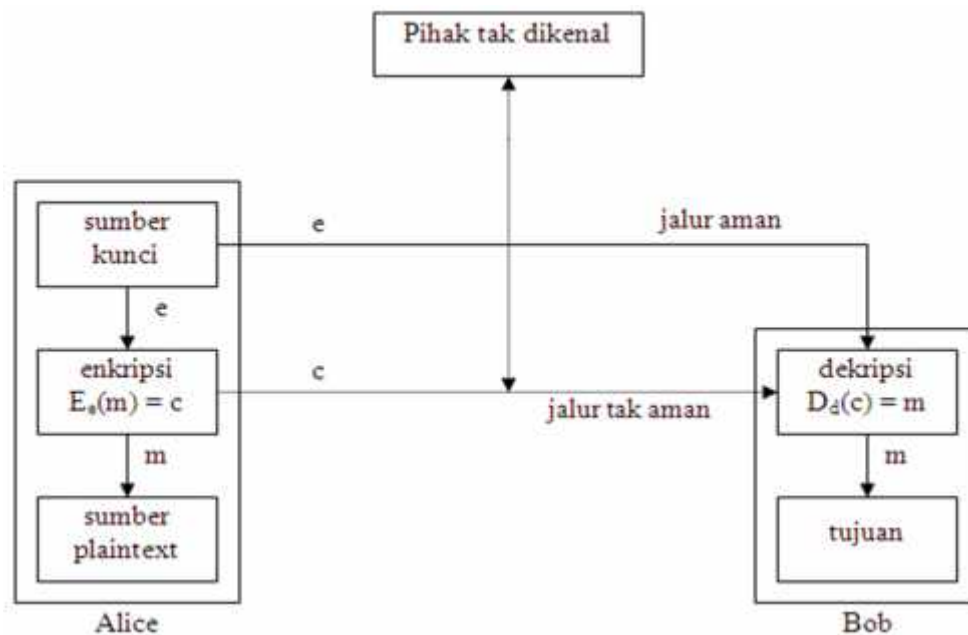 Pihak tak dikenal
sumber
kunci
e
jalur aman
e
enkripsi
Eₑ(m) = c
c
jalur tak aman
dekripsi
D_d(c) = m
m
m
sumber
plaintext
tujuan
Alice
Bob